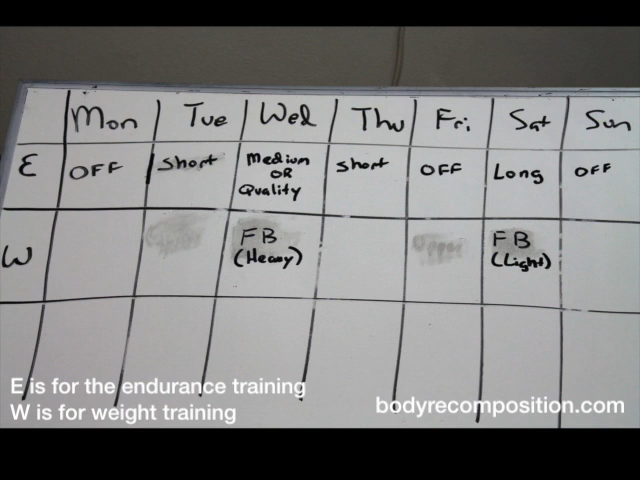 Mon Tue Wed Thu Fri. Sat Sun
E OFF Short Medium OR Quality Short OFF Long OFF
W FB (Heavy) Upper FB (Light)
E is for the endurance training
W is for weight training
bodyrecomposition.com